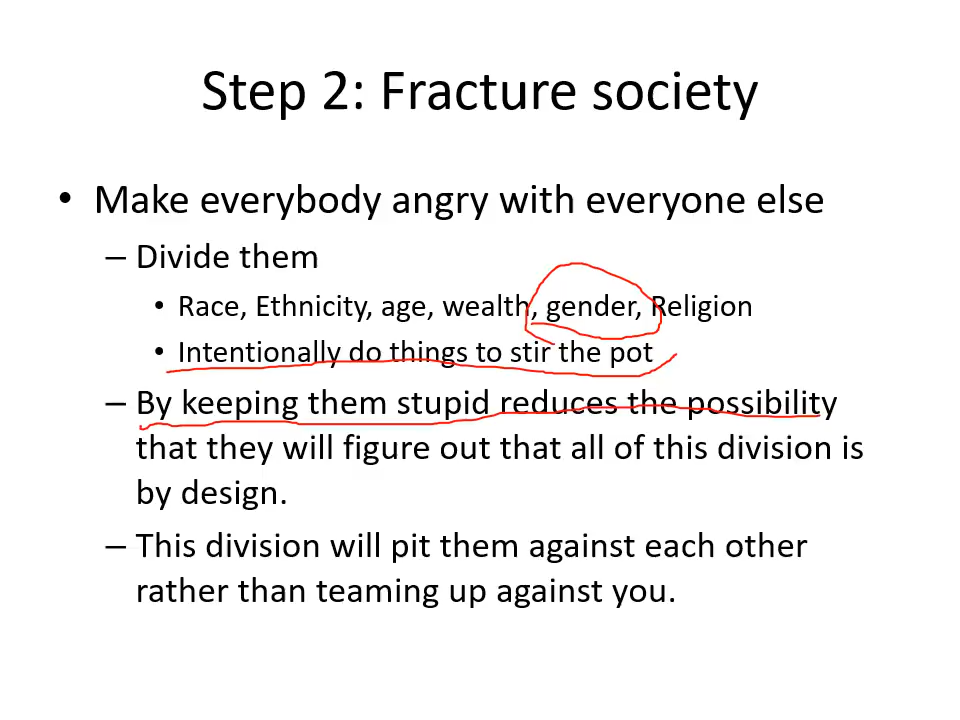 Step 2: Fracture society
• Make everybody angry with everyone else
– Divide them
• Race, Ethnicity, age, wealth, gender, Religion
• Intentionally do things to stir the pot
– By keeping them stupid reduces the possibility
that they will figure out that all of this division is
by design.
– This division will pit them against each other
rather than teaming up against you.